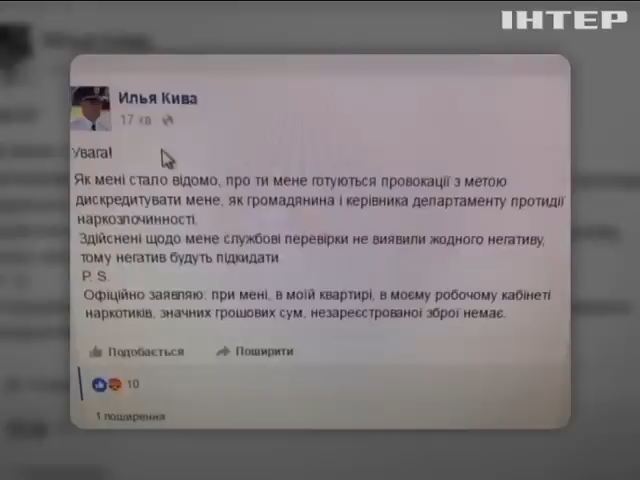 ІНТЕР
Илья Кива
17 хв
Увага!
Як мені стало відомо, про ти мене готуються провокації з метою
дискредитувати мене, як громадянина і керівника департаменту протидії
наркозлочинності.
Здійснені щодо мене службові перевірки не виявили жодного негативу,
тому негатив будуть підкидати
P. S.
Офіційно заявляю: при мені, в моїй квартирі, в моєму робочому кабінеті
наркотиків, значних грошових сум, незареєстрованої зброї немає.
Подобається Поширити
10
1 поширення